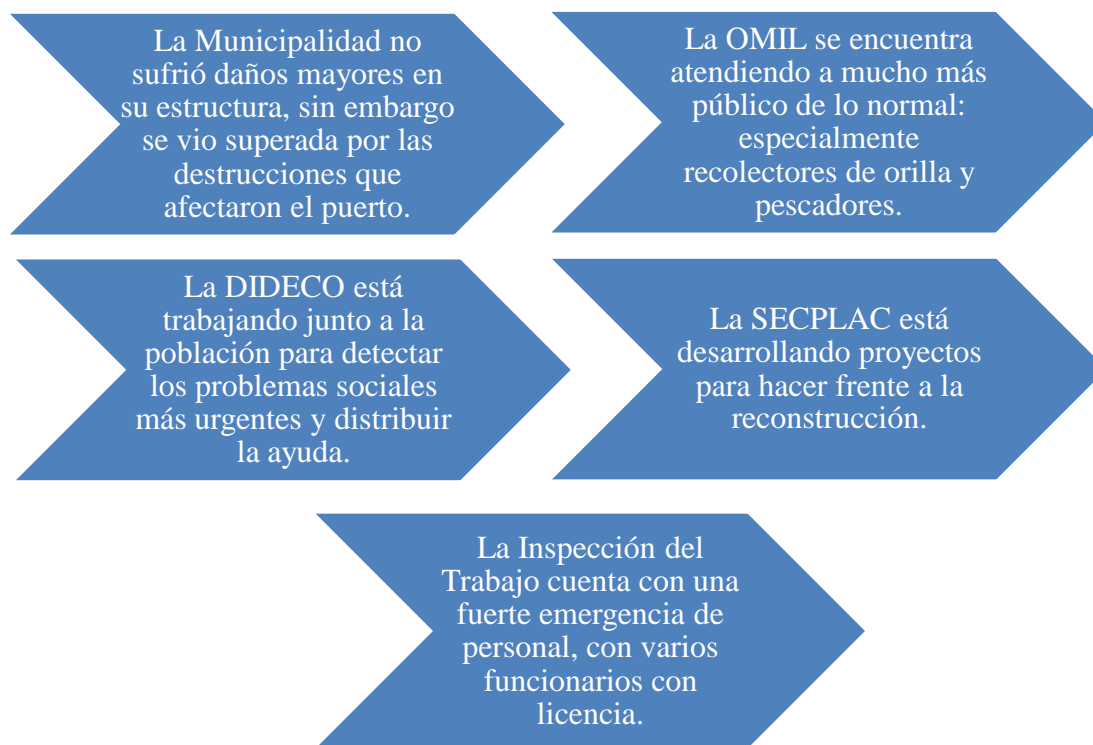 La Municipalidad no
sufrió daños mayores en
su estructura, sin embargo
se vio superada por las
destrucciones que
afectaron el puerto.
La OMIL se encuentra
atendiendo a mucho más
público de lo normal:
especialmente
recolectores de orilla y
pescadores.
La DIDECO está
trabajando junto a la
población para detectar
los problemas sociales
más urgentes y distribuir
la ayuda.
La SECPLAC está
desarrollando proyectos
para hacer frente a la
reconstrucción.
La Inspección del
Trabajo cuenta con una
fuerte emergencia de
personal, con varios
funcionarios con
licencia.